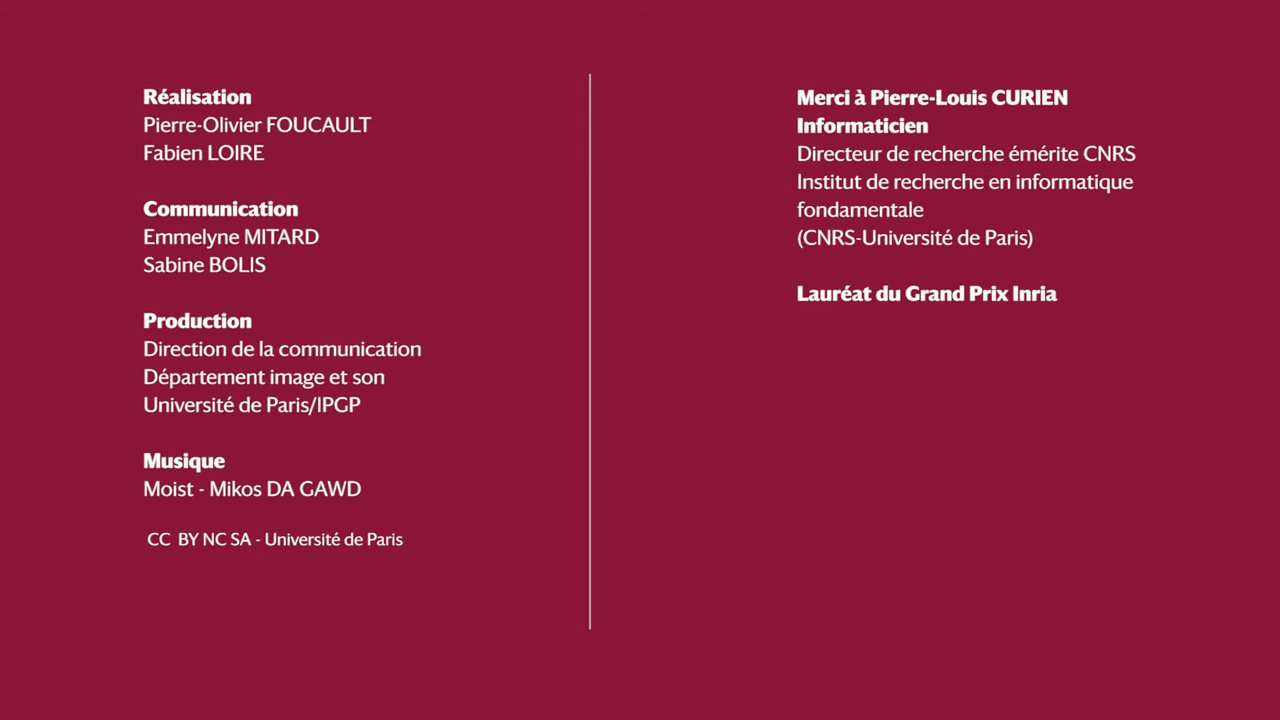 Réalisation
Pierre-Olivier FOUCAULT
Fabien LOIRE
Communication
Emmelyne MITARD
Sabine BOLIS
Production
Direction de la communication
Département image et son
Université de Paris/IPGP
Musique
Moist - Mikos DA GAWD
CC BY NC SA - Université de Paris
Merci à Pierre-Louis CURIEN
Informaticien
Directeur de recherche émérite CNRS
Institut de recherche en informatique
fondamentale
(CNRS-Université de Paris)
Lauréat du Grand Prix Inria